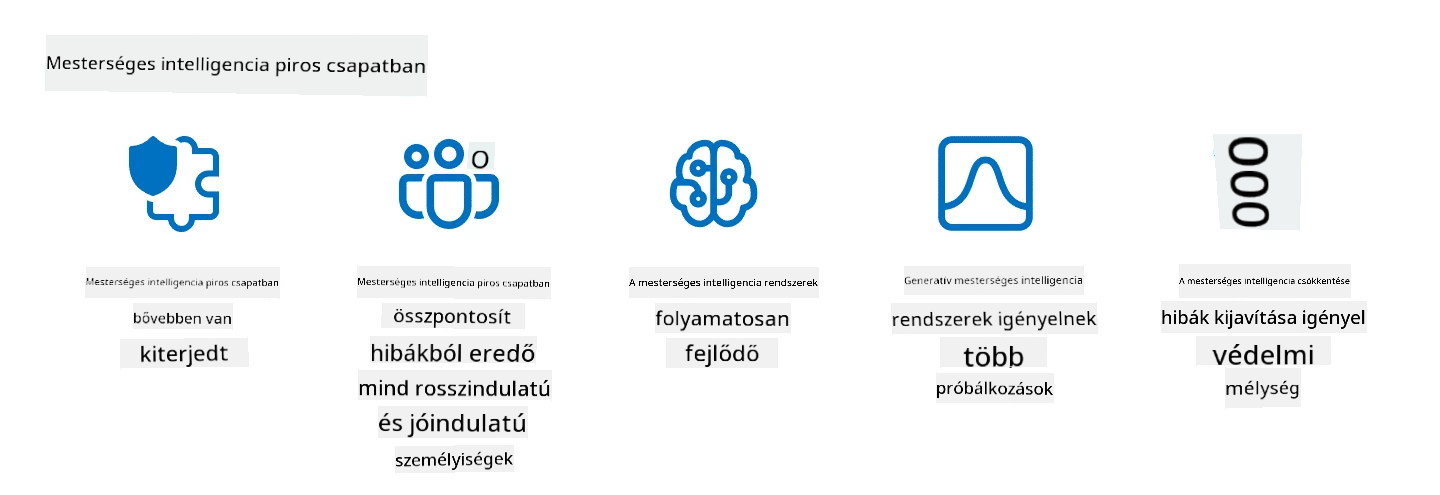 Mesterséges intelligencia piros csapatban
o
000
Mesterséges intelligencia piros csapatban
bővebben van
kiterjedt
Mesterséges intelligencia piros csapatban
összpontosít
hibákból eredő
mind rosszindulatú
és jóindulatú
személyiségek
A mesterséges intelligencia rendszerek
folyamatosan
fejlődő
Generatív mesterséges intelligencia
rendszerek igényelnek
több
próbálkozások
A mesterséges intelligencia csökkentése
hibák kijavítása igényel
védelmi
mélység